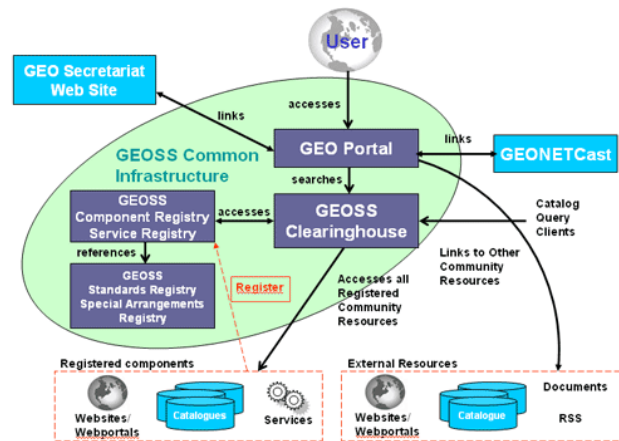 User
GEO Secretariat
Web Site
accesses
links
GEO Portal
links
GEONETCast
GEOSS Common
Infrastructure
searches
GEOSS
Component Registry
Service Registry
accesses
GEOSS
Clearinghouse
Catalog
Query
Clients
references
GEOSS
Standards Registry
Special Arrangements
Registry
Register
Accesses all
Registered
Community
Resources
Links to Other
Community
Resources
Registered components
Websites/
Webportals
Catalogues
Services
External Resources
Websites/
Webportals
Catalogue
Documents
RSS